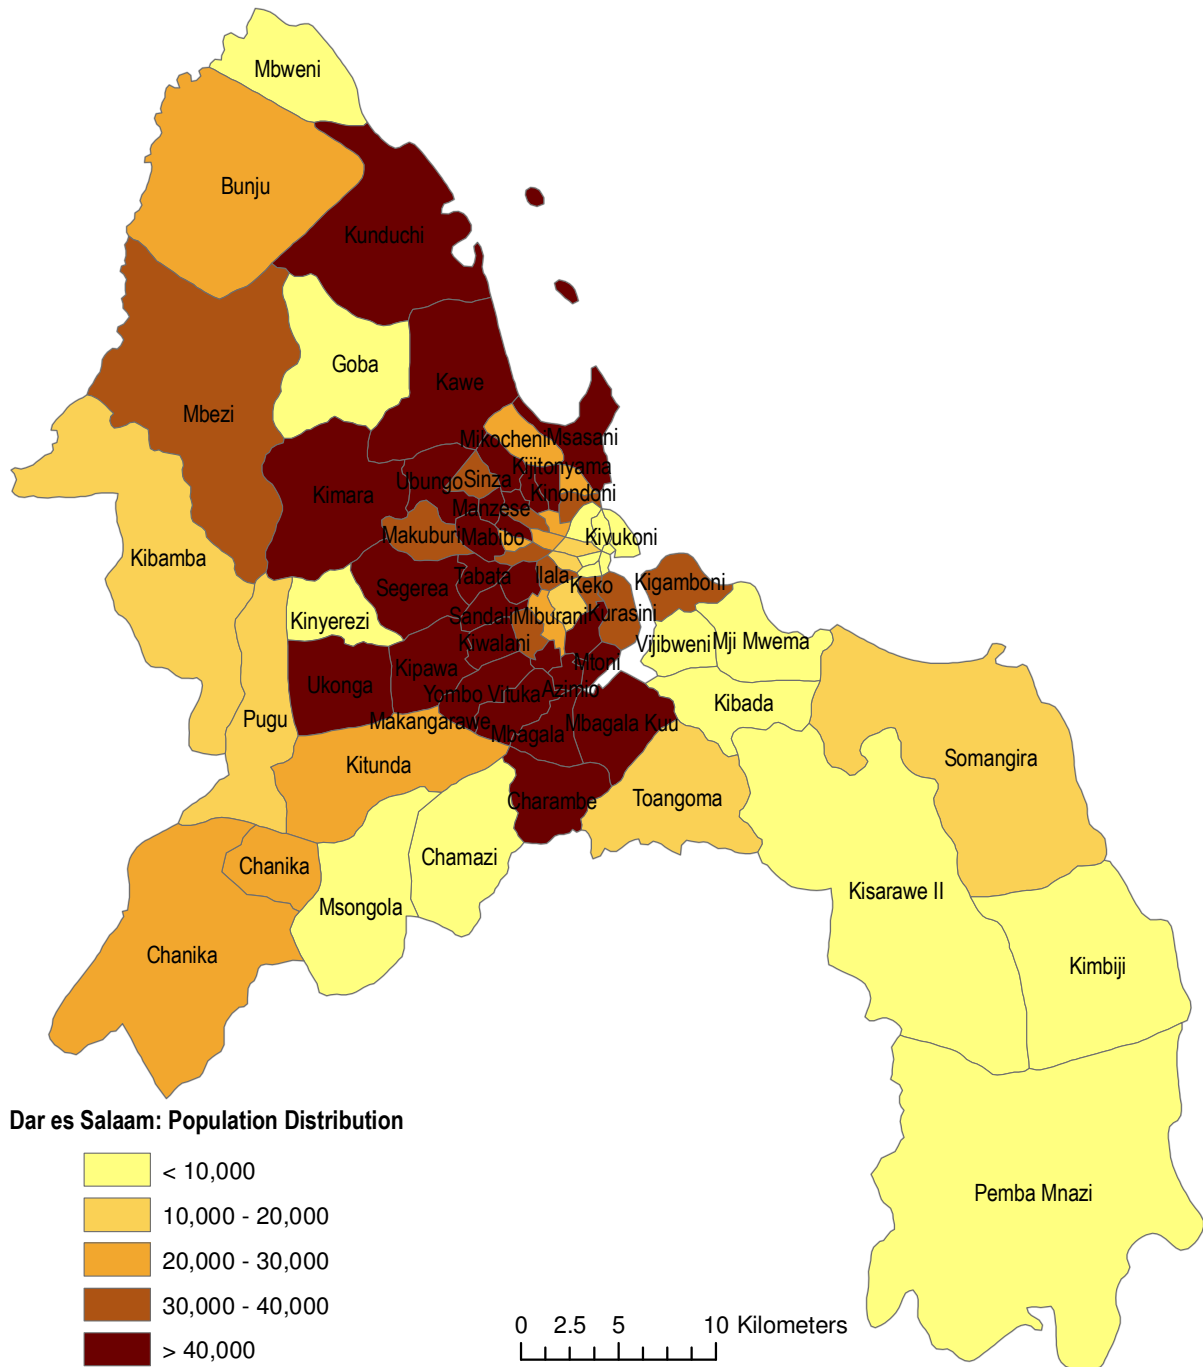 Mbweni
Bunju
Kunduchi
Goba
Kawe
Mbezi
Mikocheni
Msasani
Kijitonyama
Ubungo
Sinza
Kimara
Kinondoni
Manzese
Makuburi
Mabibo
Kivukoni
Kibamba
Tabata
Ilala
Segerea
Keko
Kigamboni
Kinyerezi
Sandali
Miburani
Kurasini
Kiwalani
Vijibweni
Mji Mwema
Kipawa
Mtoni
Ukonga
Yombo Vituka
Azimio
Kibada
Pugu
Makangarawe
Mbagala
Mbagala Kuu
Kitunda
Somangira
Charambe
Toangoma
Chamazi
Chanika
Msongola
Kisarawe II
Chanika
Kimbiji
Pemba Mnazi
Dar es Salaam: Population Distribution
< 10,000
10,000 - 20,000
20,000 - 30,000
30,000 - 40,000
> 40,000
0 2.5 5 10 Kilometers